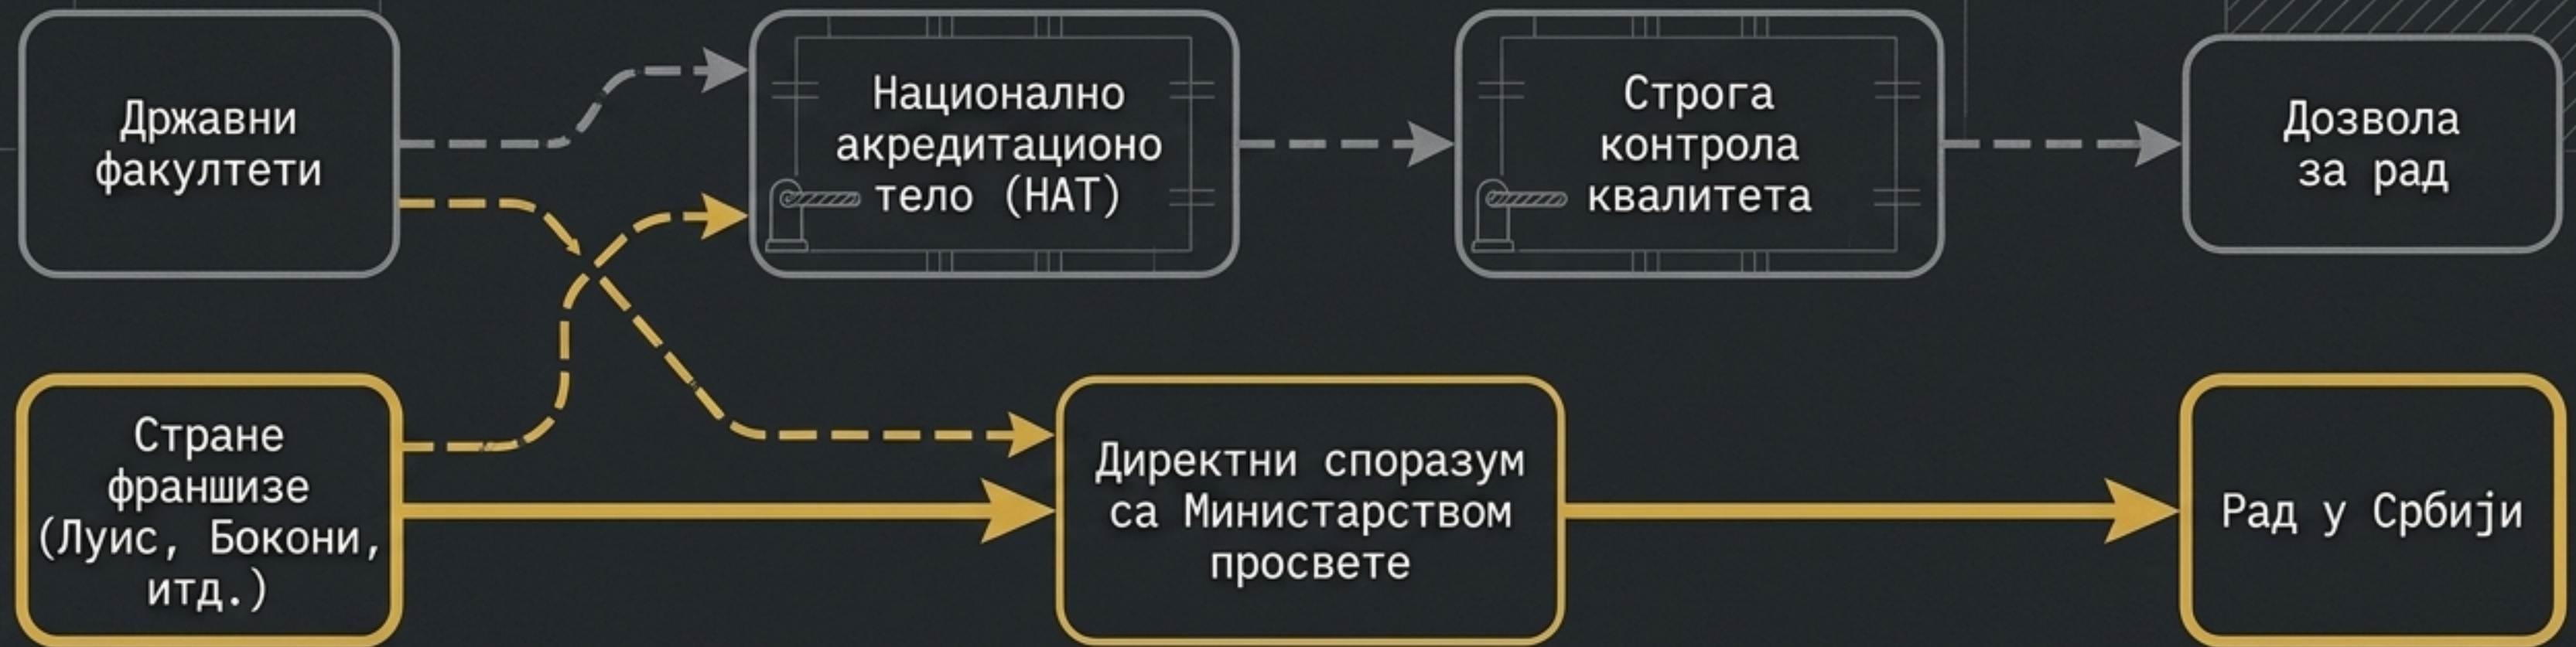 Државни
факултети
Национално
акредитационо
тело (НАТ)
Строга
контрола
квалитета
Дозвола
за рад
Стране
франшизе
(Луис, Бокони,
итд.)
Директни споразум
са Министарством
просвете
Рад у Србији